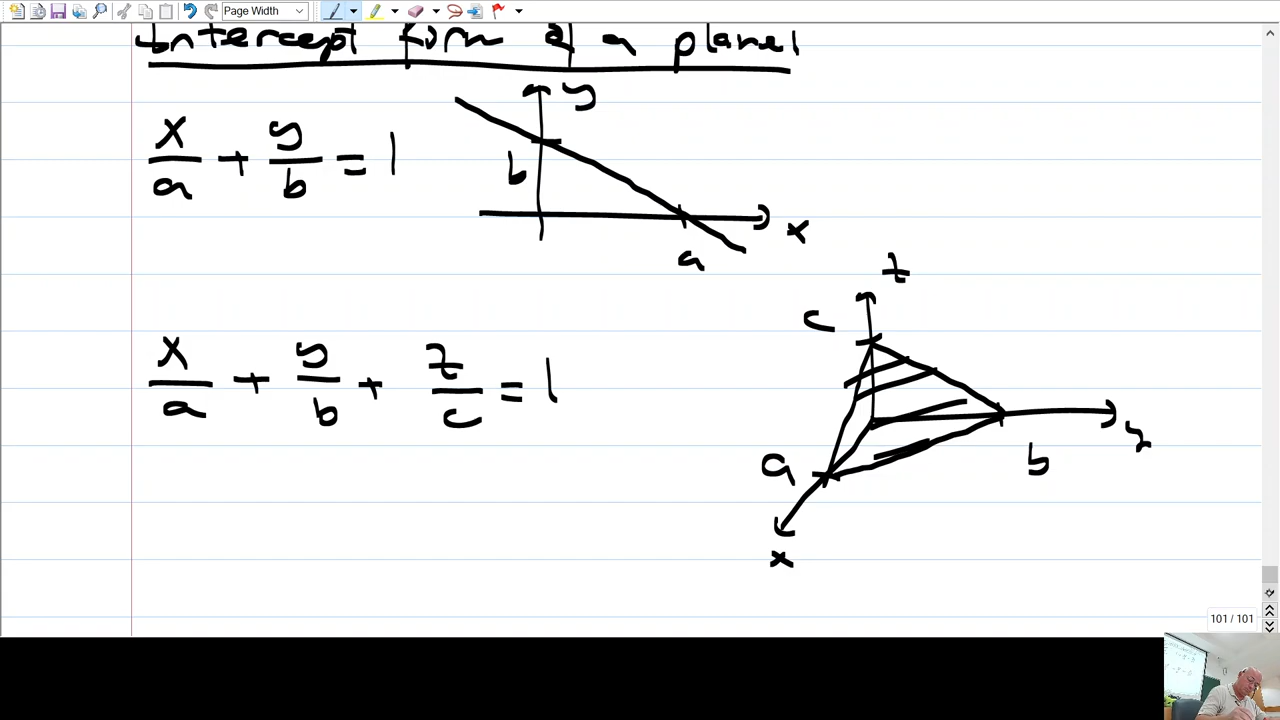 Page Width
Intercept form of a plane
x/a + y/b = 1
y
b
x
a
z
c
x/a + y/b + z/c = 1
y
a
b
x
101 / 101